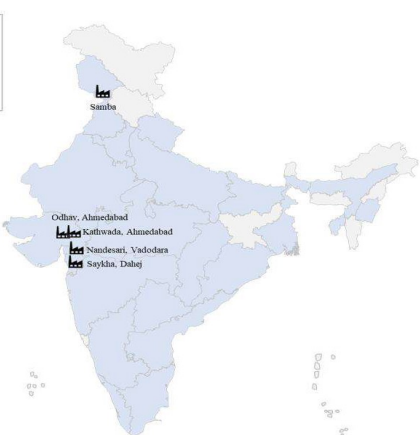 Samba
Odhav, Ahmedabad
Kathwada, Ahmedabad
Nandesari, Vadodara
Saykha, Dahej